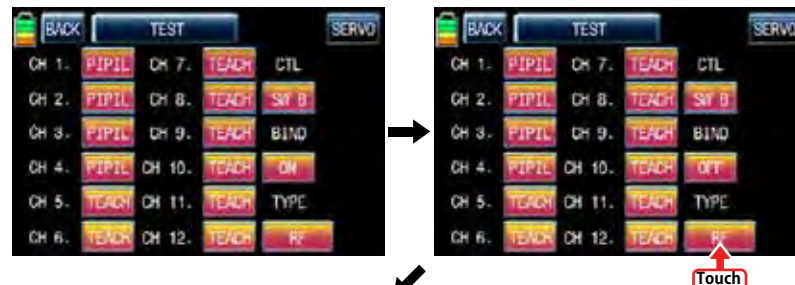 BACK TEST SERVO
CH 1. PIPIL CH 7. TEACH CTL
CH 2. PIPIL CH 8. TEACH SW B
CH 3. PIPIL CH 9. TEACH BIND
CH 4. PIPIL CH 10. TEACH ON
CH 5. TEACH CH 11. TEACH TYPE
CH 6. TEACH CH 12. TEACH RF
BACK TEST SERVO
CH 1. PIPIL CH 7. TEACH CTL
CH 2. PIPIL CH 8. TEACH SW B
CH 3. PIPIL CH 9. TEACH BIND
CH 4. PIPIL CH 10. TEACH OFF
CH 5. TEACH CH 11. TEACH TYPE
CH 6. TEACH CH 12. TEACH RF
Touch